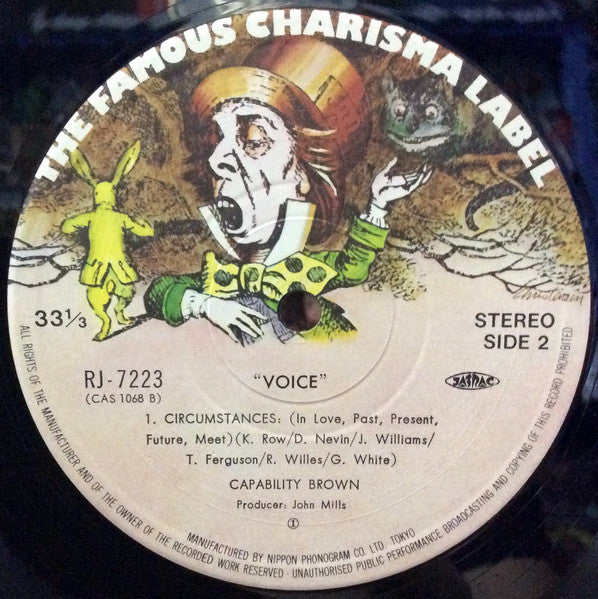 THE FAMOUS CHARISMA LABEL
Christensen
33⅓
STEREO
SIDE 2
RJ-7223
(CAS 1068 B)
"VOICE"
JASRAC
1. CIRCUMSTANCES: (In Love, Past, Present,
Future, Meet)(K. Row/D. Nevin/J. Williams/
T. Ferguson/R. Willes/G. White)
CAPABILITY BROWN
Producer: John Mills
①
MANUFACTURED BY NIPPON PHONOGRAM CO. LTD. TOKYO
ALL RIGHTS OF THE MANUFACTURER AND OF THE OWNER OF THE RECORDED WORK RESERVED - UNAUTHORISED PUBLIC PERFORMANCE BROADCASTING AND COPYING OF THIS RECORD PROHIBITED